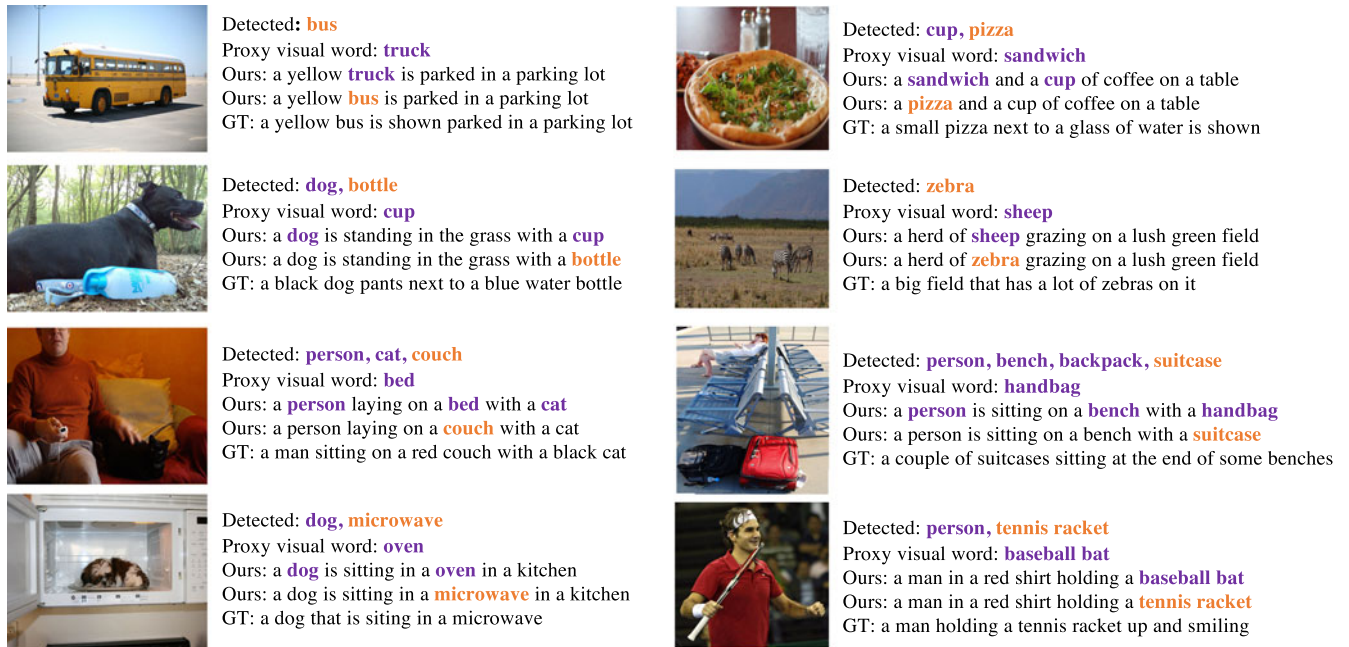 Detected: bus
Proxy visual word: truck
Ours: a yellow truck is parked in a parking lot
Ours: a yellow bus is parked in a parking lot
GT: a yellow bus is shown parked in a parking lot
Detected: dog, bottle
Proxy visual word: cup
Ours: a dog is standing in the grass with a cup
Ours: a dog is standing in the grass with a bottle
GT: a black dog pants next to a blue water bottle
Detected: person, cat, couch
Proxy visual word: bed
Ours: a person laying on a bed with a cat
Ours: a person laying on a couch with a cat
GT: a man sitting on a red couch with a black cat
Detected: dog, microwave
Proxy visual word: oven
Ours: a dog is sitting in a oven in a kitchen
Ours: a dog is sitting in a microwave in a kitchen
GT: a dog that is siting in a microwave
Detected: cup, pizza
Proxy visual word: sandwich
Ours: a sandwich and a cup of coffee on a table
Ours: a pizza and a cup of coffee on a table
GT: a small pizza next to a glass of water is shown
Detected: zebra
Proxy visual word: sheep
Ours: a herd of sheep grazing on a lush green field
Ours: a herd of zebra grazing on a lush green field
GT: a big field that has a lot of zebras on it
Detected: person, bench, backpack, suitcase
Proxy visual word: handbag
Ours: a person is sitting on a bench with a handbag
Ours: a person is sitting on a bench with a suitcase
GT: a couple of suitcases sitting at the end of some benches
Detected: person, tennis racket
Proxy visual word: baseball bat
Ours: a man in a red shirt holding a baseball bat
Ours: a man in a red shirt holding a tennis racket
GT: a man holding a tennis racket up and smiling